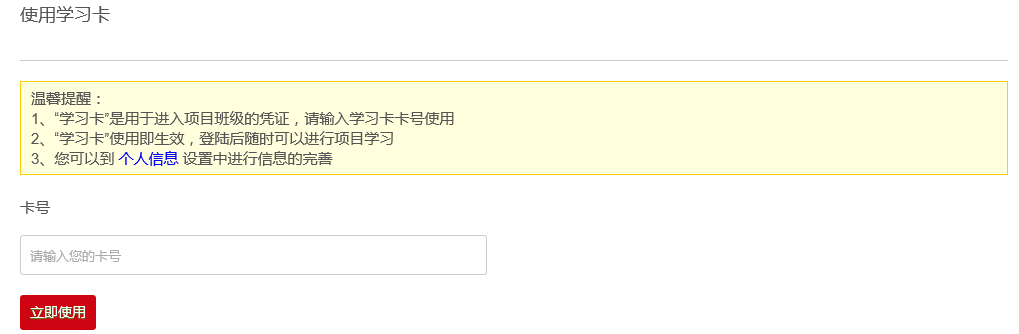 使用学习卡
温馨提醒：
1、“学习卡”是用于进入项目班级的凭证，请输入学习卡卡号使用
2、“学习卡”使用即生效，登陆后随时可以进行项目学习
3、您可以到 个人信息 设置中进行信息的完善
卡号
请输入您的卡号
立即使用